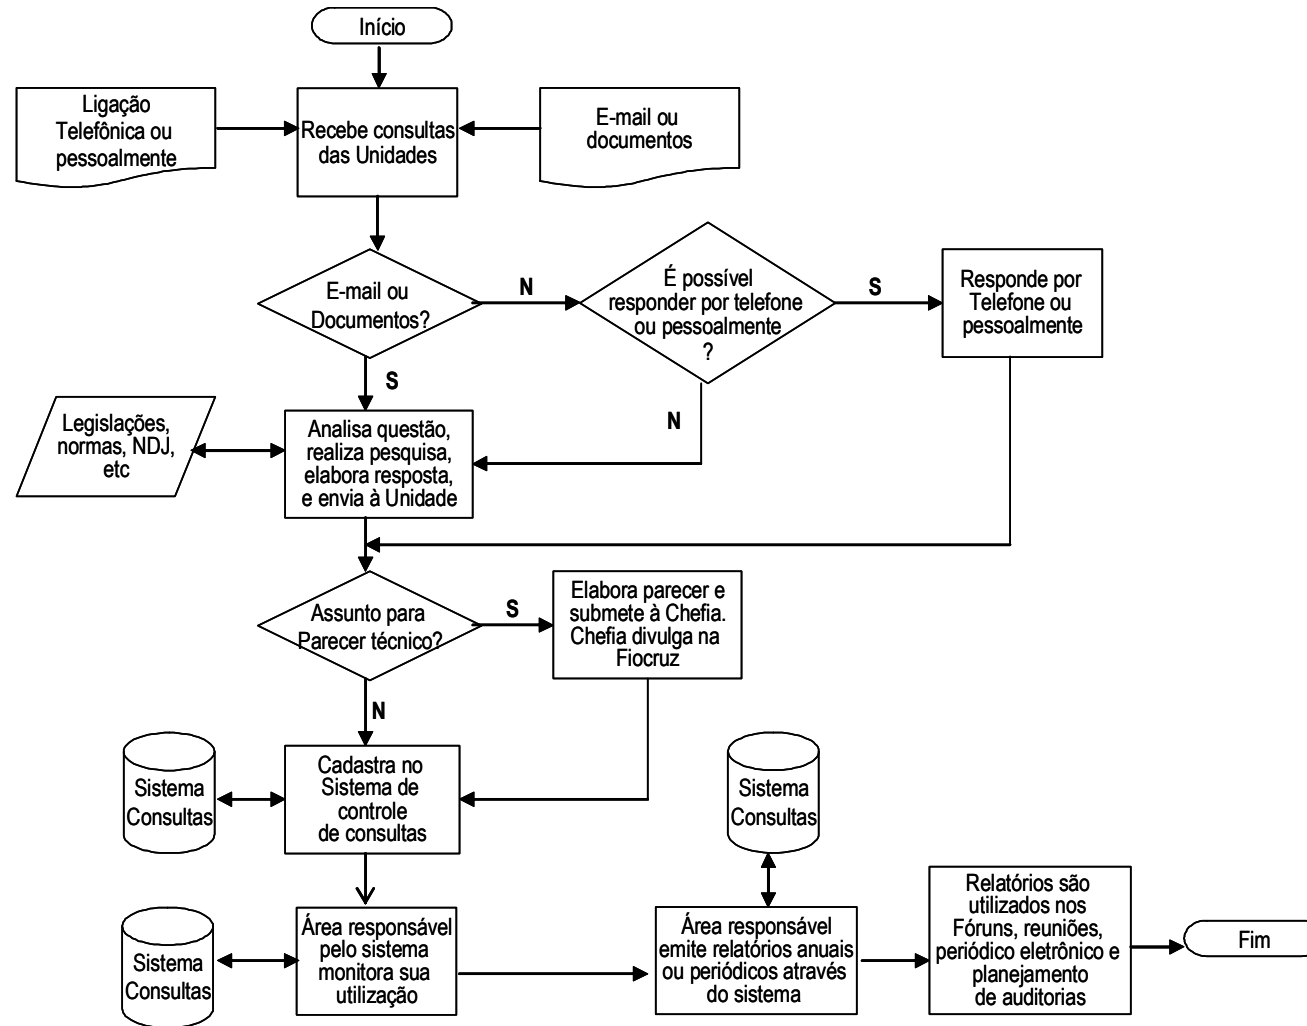 Início
Ligação
Telefônica ou
pessoalmente
Recebe consultas
das Unidades
E-mail ou
documentos
E-mail ou
Documentos?
N
É possível
responder por telefone
ou pessoalmente
?
S
Responde por
Telefone ou
pessoalmente
S
N
Legislações,
normas, NDJ,
etc
Analisa questão,
realiza pesquisa,
elabora resposta,
e envia à Unidade
Assunto para
Parecer técnico?
S
Elabora parecer e
submete à Chefia.
Chefia divulga na
Fiocruz
N
Sistema
Consultas
Cadastra no
Sistema de
controle
de consultas
Sistema
Consultas
Sistema
Consultas
Área responsável
pelo sistema
monitora sua
utilização
Área responsável
emite relatórios anuais
ou periódicos através
do sistema
Relatórios são
utilizados nos
Fóruns, reuniões,
periódico eletrônico e
planejamento
de auditorias
Fim